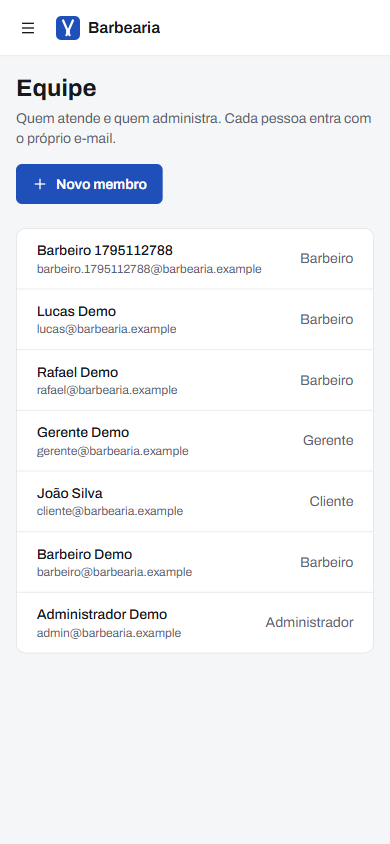 Barbearia
Equipe
Quem atende e quem administra. Cada pessoa entra com
o próprio e-mail.
Novo membro
Barbeiro 1795112788
barbeiro.1795112788@barbearia.example
Barbeiro
Lucas Demo
lucas@barbearia.example
Barbeiro
Rafael Demo
rafael@barbearia.example
Barbeiro
Gerente Demo
gerente@barbearia.example
Gerente
João Silva
cliente@barbearia.example
Cliente
Barbeiro Demo
barbeiro@barbearia.example
Barbeiro
Administrador Demo
admin@barbearia.example
Administrador